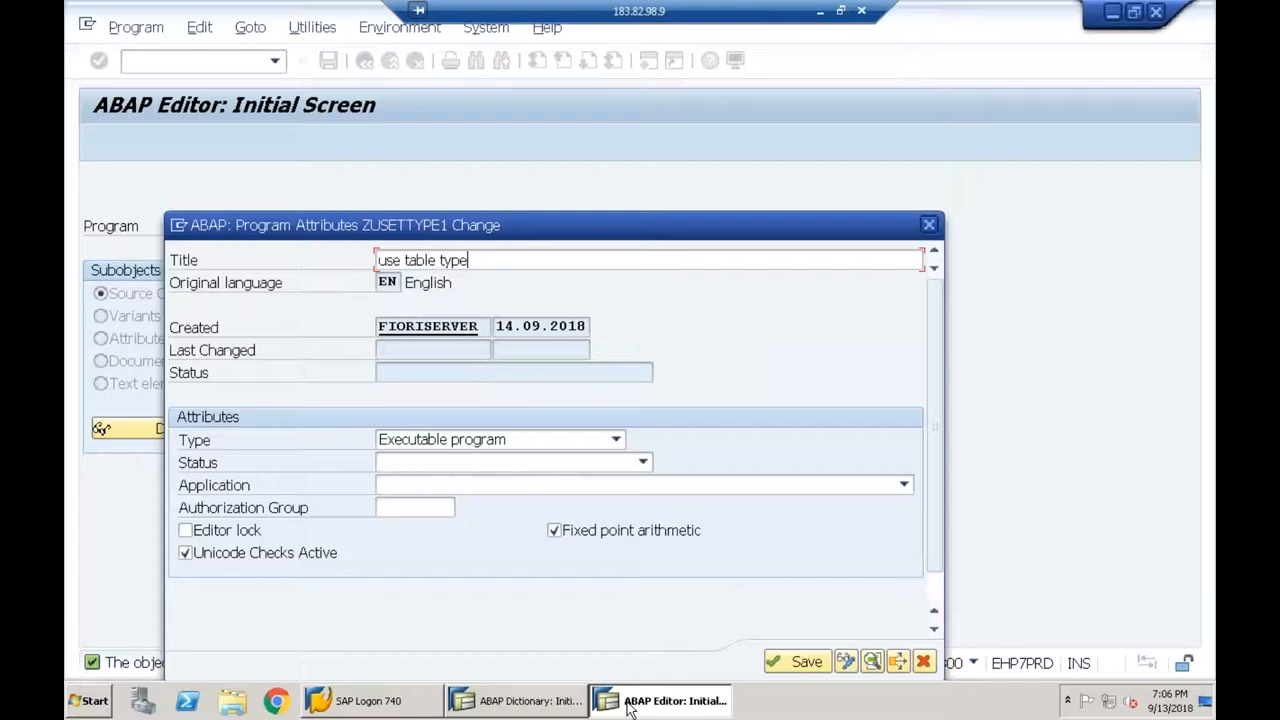 183.82.98.9
Program Edit Goto Utilities Environment System Help
ABAP Editor: Initial Screen
Program
ABAP: Program Attributes ZUSETTYPE1 Change
Title use table type
Subobjects
Original language EN English
Source
Variants
Created FIORISERVER 14.09.2018
Last Changed
Status
Attributes
Type Executable program
Status
Application
Authorization Group
Editor lock Fixed point arithmetic
Unicode Checks Active
Save
The EHP7PRD INS
Start SAP Logon 740 ABAP Dictionary: Initi... ABAP Editor: Initial... 7:06 PM
9/13/2018